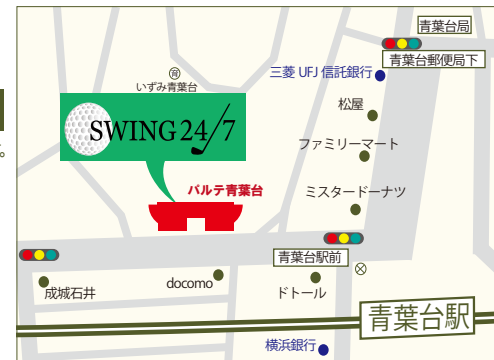 青葉台局
青葉台郵便局下
三菱 UFJ 信託銀行
いずみ青葉台
松屋
SWING 24/7
ファミリーマート
パルテ青葉台
ミスタードーナツ
青葉台駅前
docomo
ドトール
成城石井
青葉台駅
横浜銀行
。